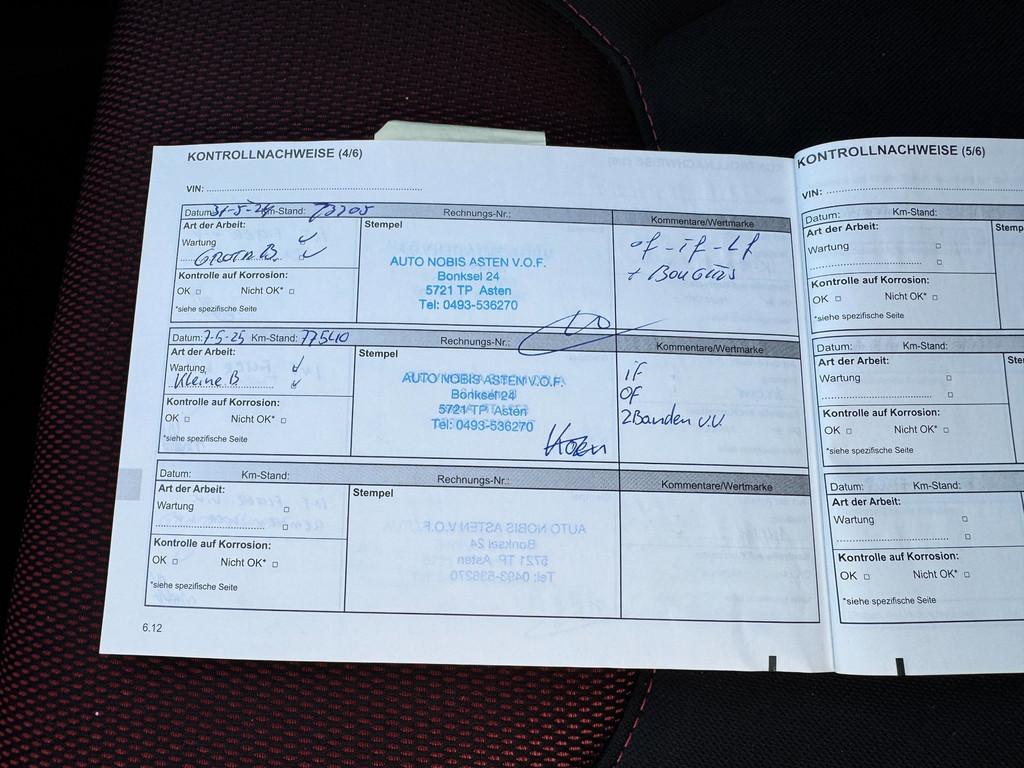 KONTROLLNACHWEISE (4/6)
VIN:
Datum: 31-5-24 Km-Stand: Rechnungs-Nr.: Kommentare/Wertmarke
Art der Arbeit:
Wartung
GROTE B.
Kontrolle auf Korrosion:
OK Nicht OK*
*siehe spezifische Seite
Stempel
AUTO NOBIS ASTEN V.O.F.
Bonksel 24
5721 TP Asten
Tel: 0493-536270
of - if - Lf
+ Bougies
Datum: 7-5-25 Km-Stand: 77540 Rechnungs-Nr.: Kommentare/Wertmarke
Art der Arbeit:
Wartung
Kleine B
Kontrolle auf Korrosion:
OK Nicht OK*
*siehe spezifische Seite
Stempel
AUTO NOBIS ASTEN V.O.F.
Bonksel 24
5721 TP Asten
Tel: 0493-536270
IF
OF
2 Banden v.v.
Datum: Km-Stand: Rechnungs-Nr.: Kommentare/Wertmarke
Art der Arbeit:
Wartung
Kontrolle auf Korrosion:
OK Nicht OK*
*siehe spezifische Seite
Stempel
6.12
KONTROLLNACHWEISE (5/6)
VIN:
Datum: Km-Stand:
Art der Arbeit: Stemp
Wartung
Kontrolle auf Korrosion:
OK Nicht OK*
*siehe spezifische Seite
Datum: Km-Stand:
Art der Arbeit: Ste
Wartung
Kontrolle auf Korrosion:
OK Nicht OK*
*siehe spezifische Seite
Datum: Km-Stand:
Art der Arbeit:
Wartung
Kontrolle auf Korrosion:
OK Nicht OK*
*siehe spezifische Seite